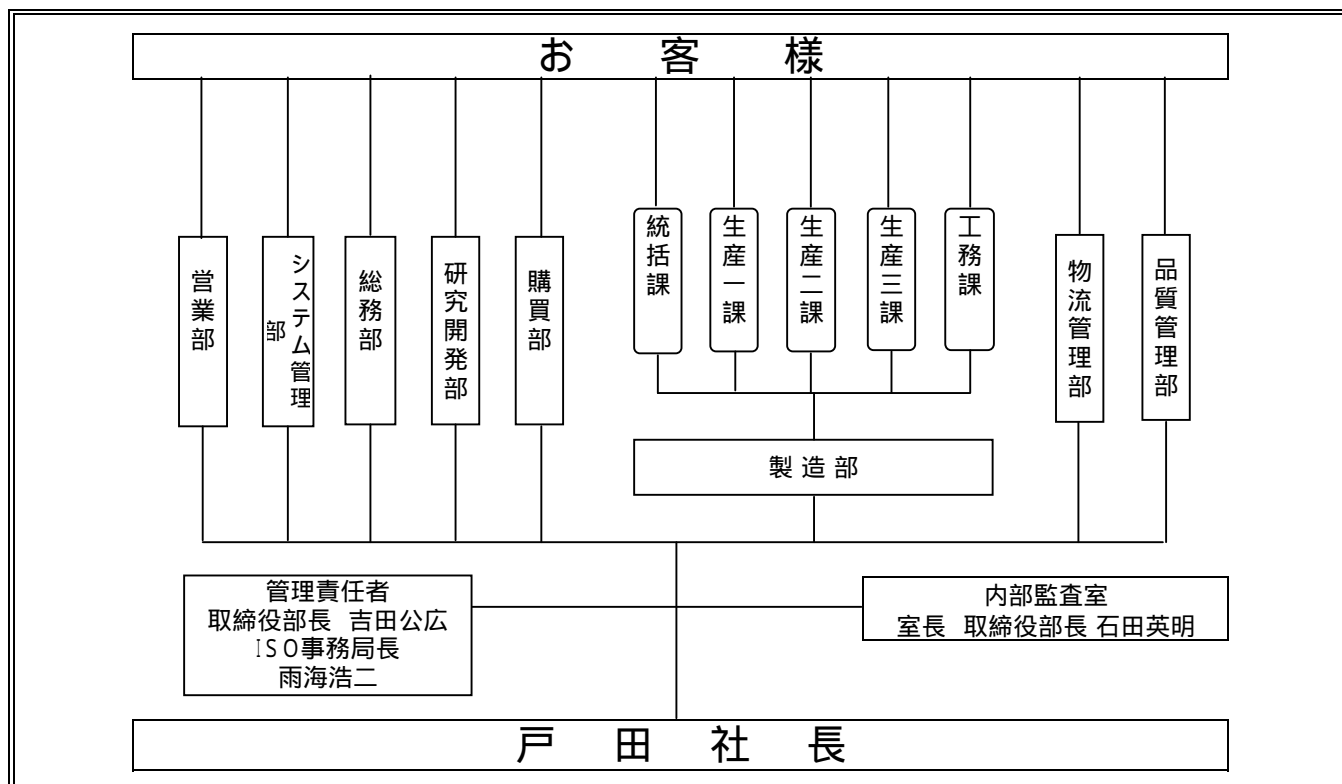 お客様
営業部
システム管理部
総務部
研究開発部
購買部
統括課
生産一課
生産二課
生産三課
工務課
物流管理部
品質管理部
製造部
管理責任者
取締役部長 吉田公広
ISO事務局長
雨海浩二
内部監査室
室長 取締役部長 石田英明
戸田社長